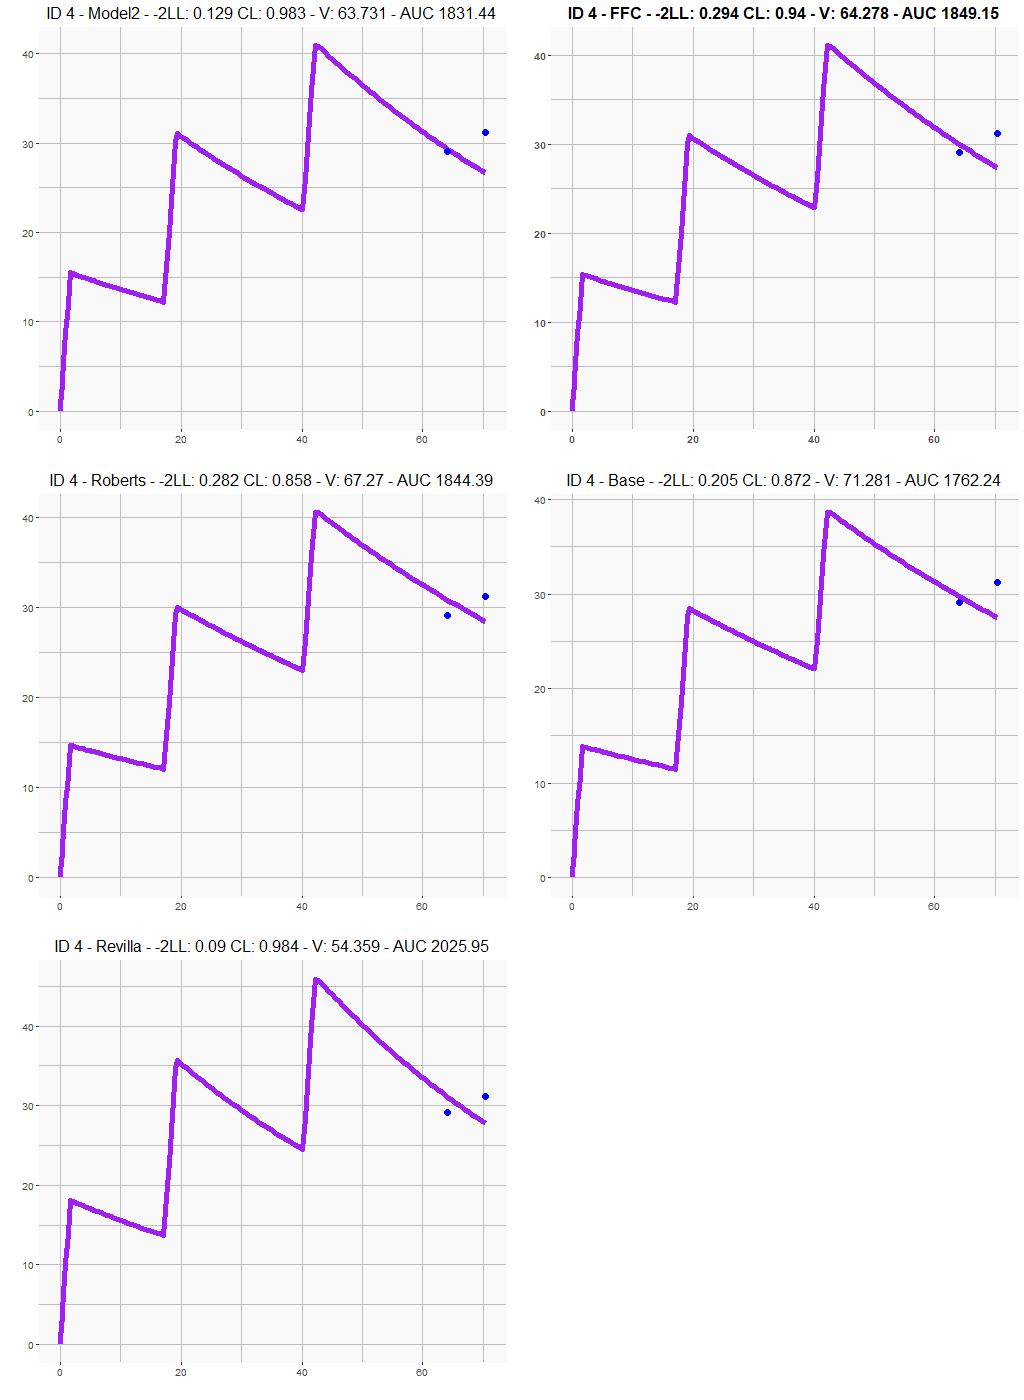 ID 4 - Model2 - -2LL: 0.129 CL: 0.983 - V: 63.731 - AUC 1831.44
40
30
20
10
0
0 20 40 60
ID 4 - FFC - -2LL: 0.294 CL: 0.94 - V: 64.278 - AUC 1849.15
40
30
20
10
0
0 20 40 60
ID 4 - Roberts - -2LL: 0.282 CL: 0.858 - V: 67.27 - AUC 1844.39
40
30
20
10
0
0 20 40 60
ID 4 - Base - -2LL: 0.205 CL: 0.872 - V: 71.281 - AUC 1762.24
40
30
20
10
0
0 20 40 60
ID 4 - Revilla - -2LL: 0.09 CL: 0.984 - V: 54.359 - AUC 2025.95
40
30
20
10
0
0 20 40 60